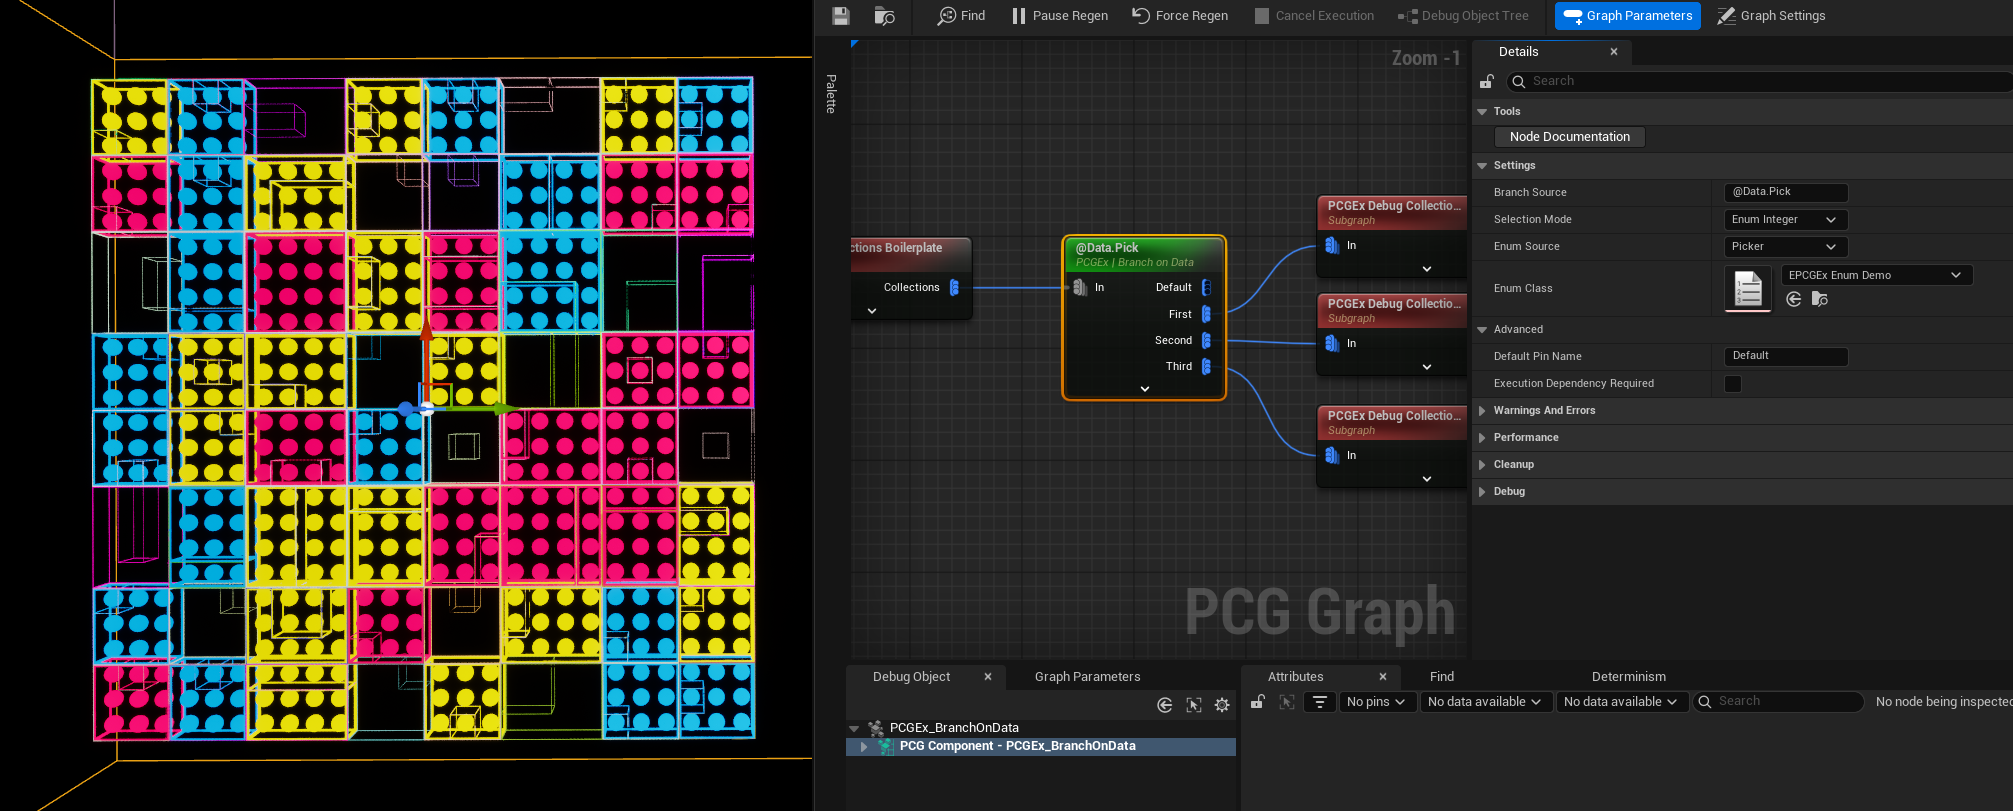 Find
Pause Regen
Force Regen
Cancel Execution
Debug Object Tree
Graph Parameters
Graph Settings
Palette
Zoom -1
ctions Boilerplate
Collections
@Data.Pick
PCGEx | Branch on Data
In
Default
First
Second
Third
PCGEx Debug Collectio...
Subgraph
In
PCGEx Debug Collectio...
Subgraph
In
PCGEx Debug Collectio...
Subgraph
In
PCG Graph
Details
Search
Tools
Node Documentation
Settings
Branch Source
@Data.Pick
Selection Mode
Enum Integer
Enum Source
Picker
Enum Class
EPCGEx Enum Demo
Advanced
Default Pin Name
Default
Execution Dependency Required
Warnings And Errors
Performance
Cleanup
Debug
Debug Object
Graph Parameters
PCGEx_BranchOnData
PCG Component - PCGEx_BranchOnData
Attributes
Find
Determinism
No pins
No data available
No data available
Search
No node being inspected